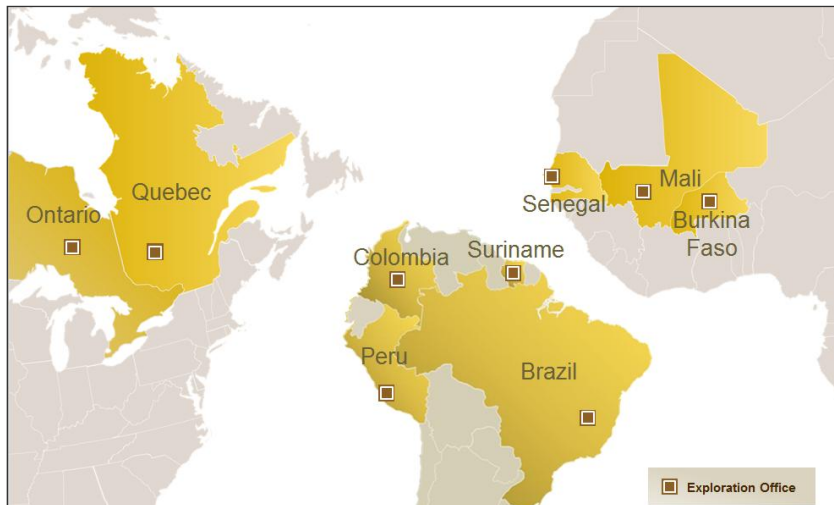 Quebec
Ontario
Colombia
Suriname
Peru
Brazil
Senegal
Mali
Burkina
Faso
Exploration Office